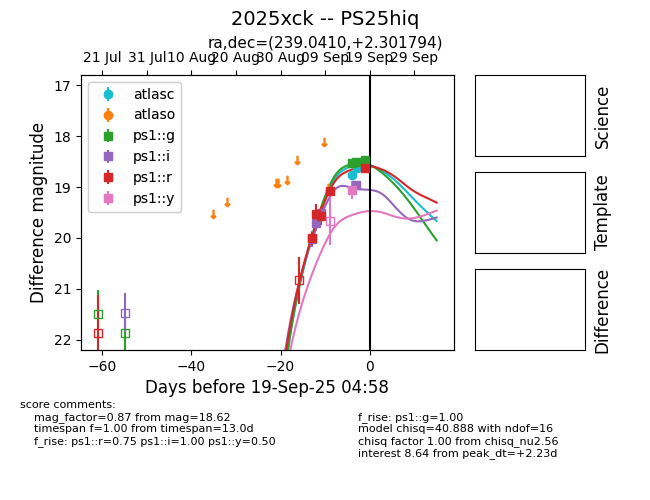 2025xck -- PS25hiq
ra,dec=(239.0410,+2.301794)
21 Jul 31 Jul 10 Aug 20 Aug 30 Aug 09 Sep 19 Sep 29 Sep
17
18
19
20
21
22
Difference magnitude
atlasc
atlaso
ps1::g
ps1::i
ps1::r
ps1::y
−60 −40 −20 0
Days before 19-Sep-25 04:58
Science
Template
Difference
score comments:
mag_factor=0.87 from mag=18.62
timespan f=1.00 from timespan=13.0d
f_rise: ps1::r=0.75 ps1::i=1.00 ps1::y=0.50
f_rise: ps1::g=1.00
model chisq=40.888 with ndof=16
chisq factor 1.00 from chisq_nu2.56
interest 8.64 from peak_dt=+2.23d